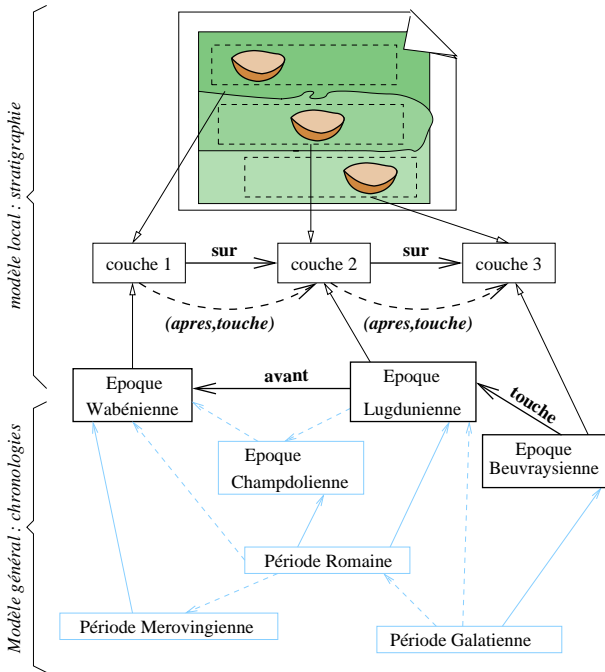 modèle local : stratigraphie
couche 1
sur
couche 2
sur
couche 3
(apres,touche)
(apres,touche)
Epoque
Wabénienne
avant
Epoque
Lugdunienne
touche
Epoque
Beuvraysienne
Modèle général : chronologies
Epoque
Champdolienne
Période Romaine
Période Merovingienne
Période Galatienne